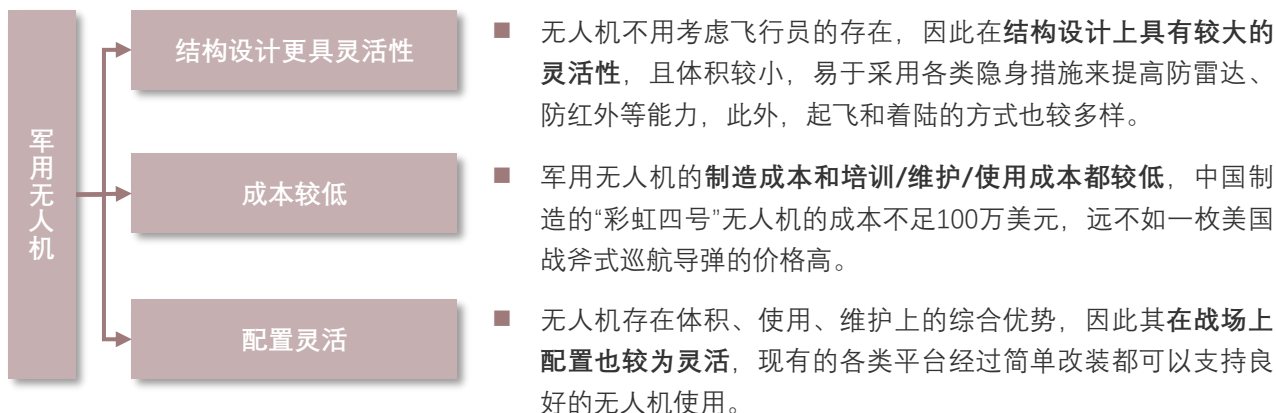 军用无人机
结构设计更具灵活性
■ 无人机不用考虑飞行员的存在，因此在结构设计上具有较大的
灵活性，且体积较小，易于采用各类隐身措施来提高防雷达、
防红外等能力，此外，起飞和着陆的方式也较多样。
成本较低
■ 军用无人机的制造成本和培训/维护/使用成本都较低，中国制
造的“彩虹四号”无人机的成本不足100万美元，远不如一枚美国
战斧式巡航导弹的价格高。
配置灵活
■ 无人机存在体积、使用、维护上的综合优势，因此其在战场上
配置也较为灵活，现有的各类平台经过简单改装都可以支持良
好的无人机使用。